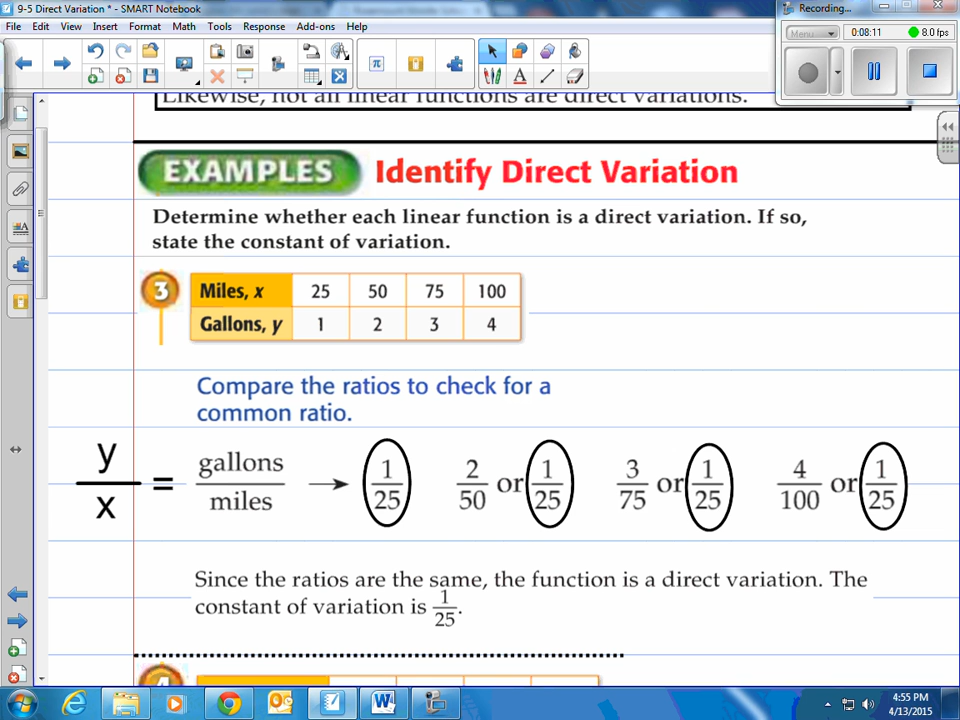 9-5 Direct Variation * - SMART Notebook
Recording...
File Edit View Insert Format Math Tools Response Add-ons Help
Menu 0:08:11 8.0 fps
Likewise, not all linear functions are direct variations.
EXAMPLES Identify Direct Variation
Determine whether each linear function is a direct variation. If so,
state the constant of variation.
3
Miles, x 25 50 75 100
Gallons, y 1 2 3 4
Compare the ratios to check for a
common ratio.
y/x = gallons/miles → 1/25 2/50 or 1/25 3/75 or 1/25 4/100 or 1/25
Since the ratios are the same, the function is a direct variation. The
constant of variation is 1/25.
4:55 PM
4/13/2015